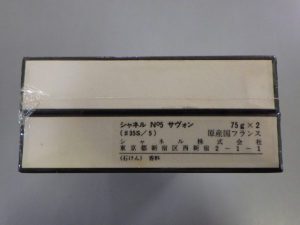 シャネル Nº5 サヴォン 75g×2
(#35S/5) 原産国フランス
シャネル株式会社
東京都新宿区西新宿2-1-1
(石けん) 香料